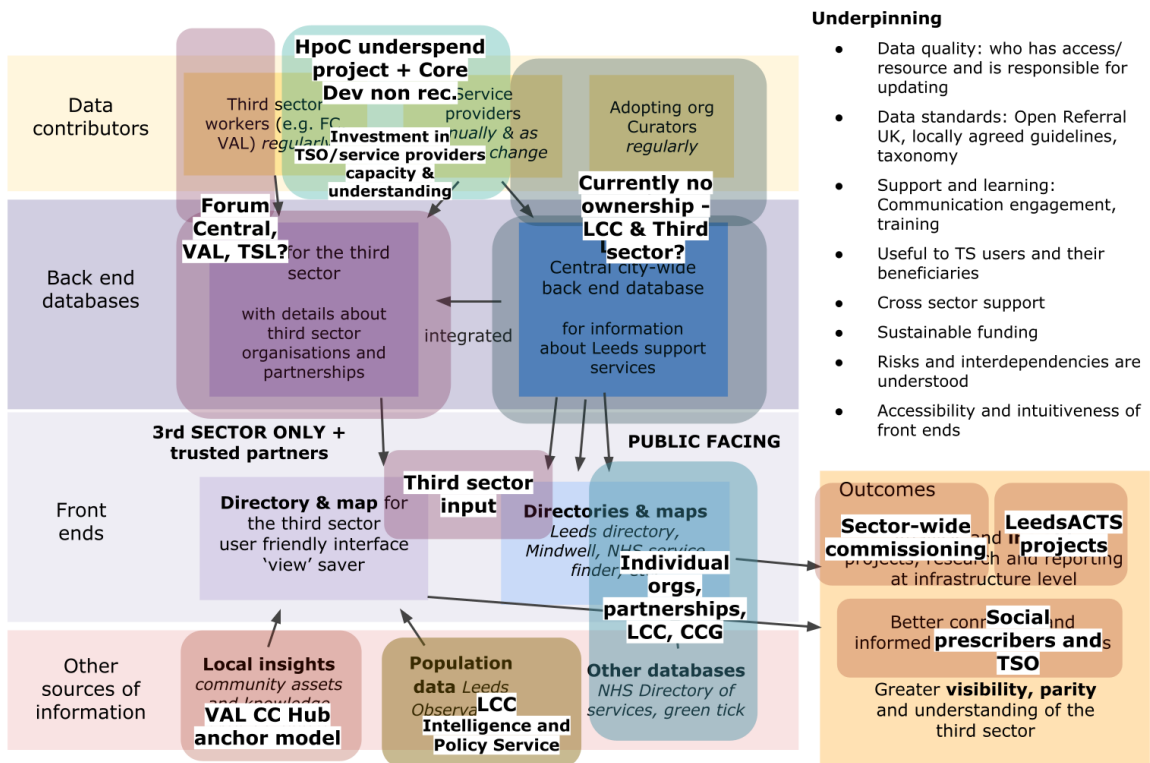 Underpinning
● Data quality: who has access/
resource and is responsible for
updating
● Data standards: Open Referral
UK, locally agreed guidelines,
taxonomy
● Support and learning:
Communication engagement,
training
● Useful to TS users and their
beneficiaries
● Cross sector support
● Sustainable funding
● Risks and interdependencies are
understood
● Accessibility and intuitiveness of
front ends
Data
contributors
Third sector
workers (e.g. FC,
VAL) regularly
HpoC underspend
project + Core
Dev non rec.
Service
providers
change
Investment in
TSO/service providers
capacity &
understanding
Adopting org
Curators
regularly
Back end
databases
Forum
Central,
VAL, TSL?
for the third
sector
with details about
third sector
organisations and
partnerships
integrated
Currently no
ownership -
LCC & Third
sector?
Central city-wide
back end database
for information
about Leeds support
services
Front
ends
3rd SECTOR ONLY +
trusted partners
PUBLIC FACING
Directory & map for
the third sector
user friendly interface
‘view’ saver
Third sector
input
Directories & maps
Leeds directory,
Mindwell, NHS service
finder,
Individual
orgs,
partnerships,
LCC, CCG
Other
sources of
information
Local insights
community assets
and knowledge
VAL CC Hub
anchor model
Population
data Leeds
LCC
Intelligence and
Policy Service
Other databases
NHS Directory of
services, green tick
Outcomes
Sector-wide
commissioning
LeedsACTS
projects
and
projects, research and reporting
at infrastructure level
Better
and
informed
Social
prescribers and
TSO
Greater visibility, parity
and understanding of the
third sector